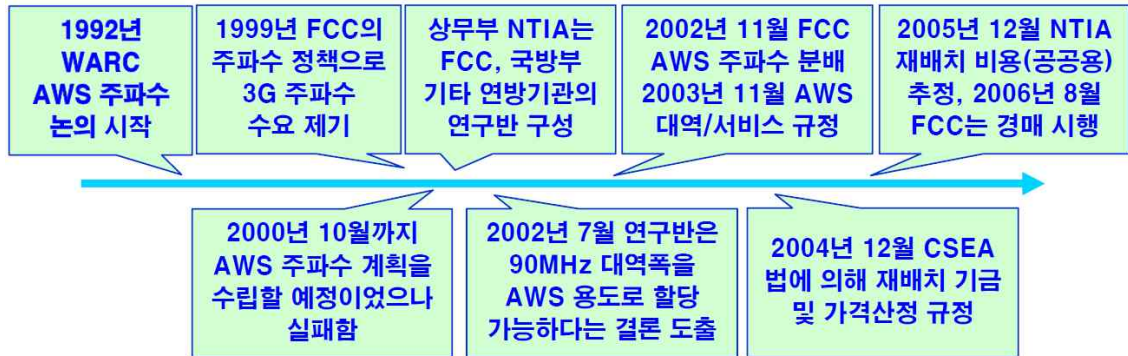 1992년
WARC
AWS 주파수
논의 시작
1999년 FCC의
주파수 정책으로
3G 주파수
수요 제기
상무부 NTIA는
FCC, 국방부
기타 연방기관의
연구반 구성
2002년 11월 FCC
AWS 주파수 분배
2003년 11월 AWS
대역/서비스 규정
2005년 12월 NTIA
재배치 비용(공공용)
추정, 2006년 8월
FCC는 경매 시행
2000년 10월까지
AWS 주파수 계획을
수립할 예정이었으나
실패함
2002년 7월 연구반은
90MHz 대역폭을
AWS 용도로 할당
가능하다는 결론 도출
2004년 12월 CSEA
법에 의해 재배치 기금
및 가격산정 규정